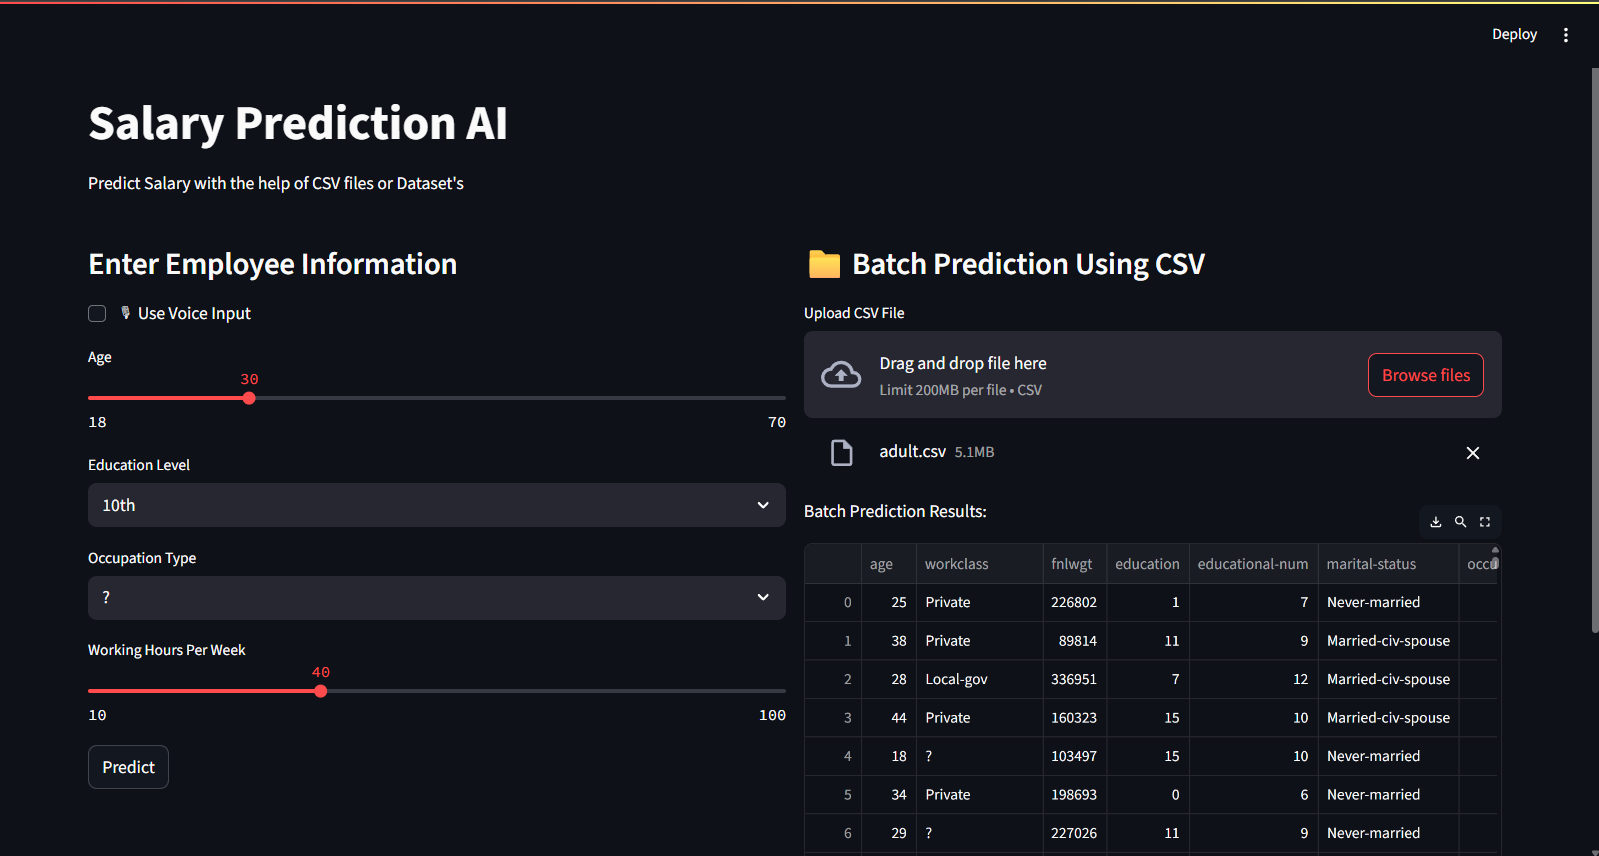 Deploy
Salary Prediction AI
Predict Salary with the help of CSV files or Dataset's
Enter Employee Information
Use Voice Input
Age
30
18 70
Education Level
10th
Occupation Type
?
Working Hours Per Week
40
10 100
Predict
Batch Prediction Using CSV
Upload CSV File
Drag and drop file here
Limit 200MB per file • CSV
Browse files
adult.csv 5.1MB
Batch Prediction Results:
age workclass fnlwgt education educational-num marital-status occu
0 25 Private 226802 1 7 Never-married
1 38 Private 89814 11 9 Married-civ-spouse
2 28 Local-gov 336951 7 12 Married-civ-spouse
3 44 Private 160323 15 10 Married-civ-spouse
4 18 ? 103497 15 10 Never-married
5 34 Private 198693 0 6 Never-married
6 29 ? 227026 11 9 Never-married